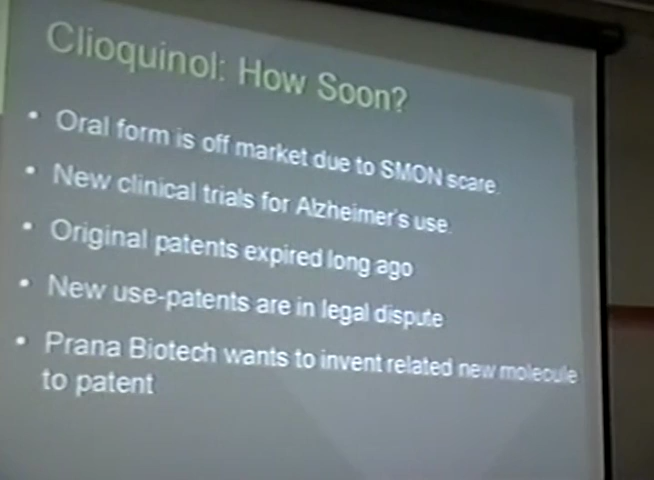 Clioquinol: How Soon?
• Oral form is off market due to SMON scare.
• New clinical trials for Alzheimer's use.
• Original patents expired long ago
• New use-patents are in legal dispute
• Prana Biotech wants to invent related new molecule
to patent